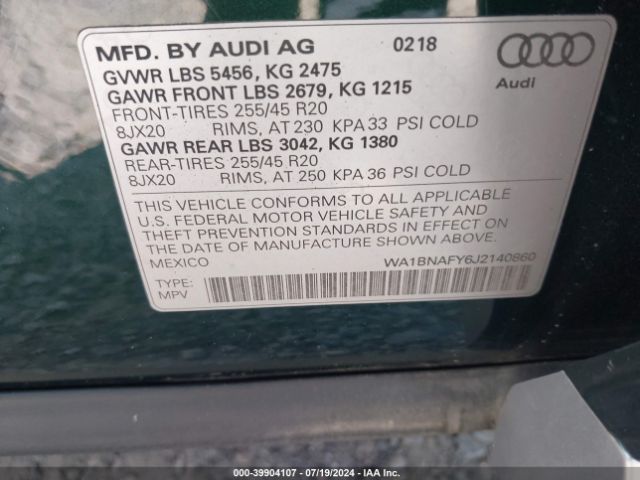 MFD. BY AUDI AG 0218
GVWR LBS 5456, KG 2475
GAWR FRONT LBS 2679, KG 1215
FRONT-TIRES 255/45 R20
8JX20 RIMS, AT 230 KPA 33 PSI COLD
GAWR REAR LBS 3042, KG 1380
REAR-TIRES 255/45 R20
8JX20 RIMS, AT 250 KPA 36 PSI COLD
Audi
THIS VEHICLE CONFORMS TO ALL APPLICABLE
U.S. FEDERAL MOTOR VEHICLE SAFETY AND
THEFT PREVENTION STANDARDS IN EFFECT ON
THE DATE OF MANUFACTURE SHOWN ABOVE.
MEXICO WA1BNAFY6J2140860
TYPE:
MPV
000-39904107 - 07/19/2024 - IAA Inc.